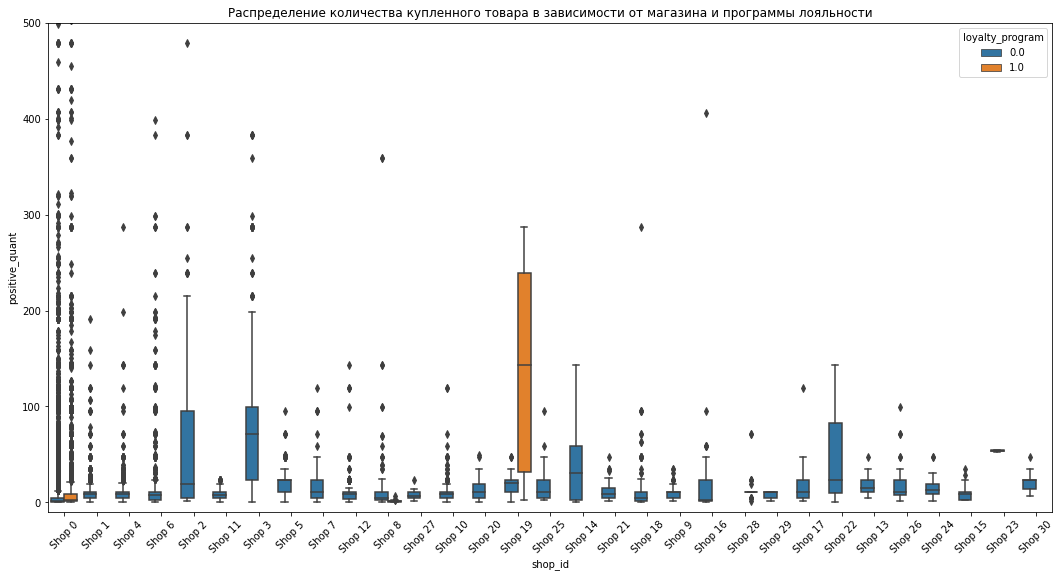 Распределение количества купленного товара в зависимости от магазина и программы лояльности
loyalty_program
0.0
1.0
positive_quant
500
400
300
200
100
0
Shop 0
Shop 1
Shop 4
Shop 6
Shop 2
Shop 11
Shop 3
Shop 5
Shop 7
Shop 12
Shop 8
Shop 27
Shop 10
Shop 20
Shop 19
Shop 25
Shop 14
Shop 21
Shop 18
Shop 9
Shop 16
Shop 28
Shop 29
Shop 17
Shop 22
Shop 13
Shop 26
Shop 24
Shop 15
Shop 23
Shop 30
shop_id